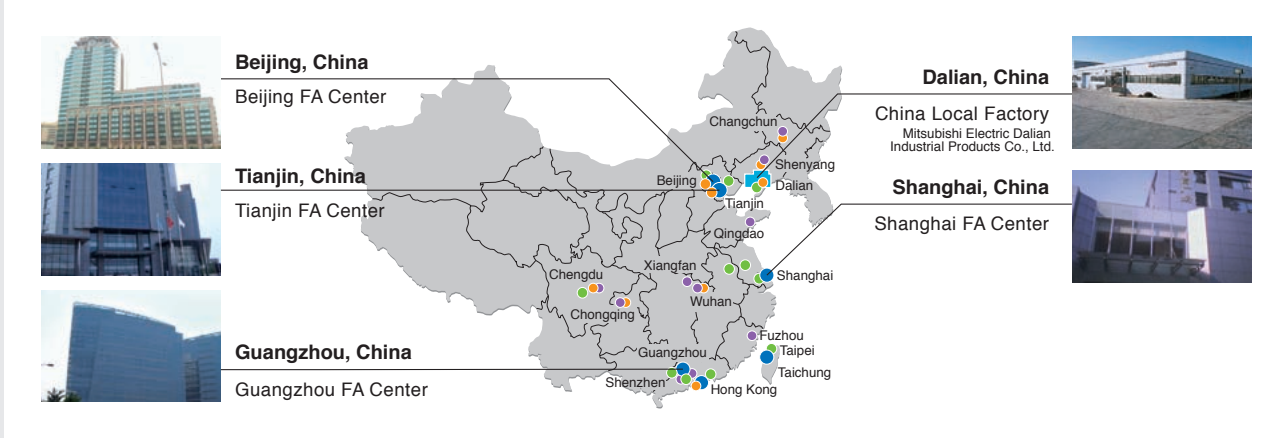 Beijing, China
Beijing FA Center
Tianjin, China
Tianjin FA Center
Guangzhou, China
Guangzhou FA Center
Changchun
Shenyang
Beijing
Dalian
Tianjin
Qingdao
Xiangfan
Chengdu
Shanghai
Wuhan
Chongqing
Fuzhou
Guangzhou
Taipei
Taichung
Shenzhen
Hong Kong
Dalian, China
China Local Factory
Mitsubishi Electric Dalian
Industrial Products Co., Ltd.
Shanghai, China
Shanghai FA Center